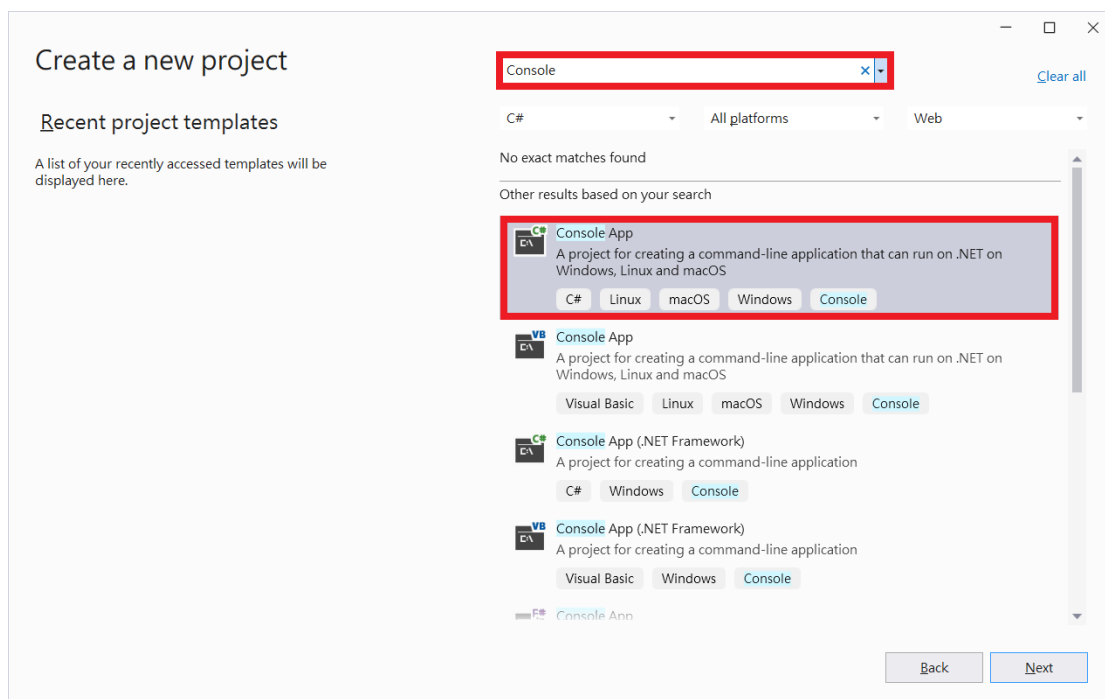 Create a new project
Console
Clear all
Recent project templates
C#
All platforms
Web
A list of your recently accessed templates will be
displayed here.
No exact matches found
Other results based on your search
C#
C:\
Console App
A project for creating a command-line application that can run on .NET on
Windows, Linux and macOS
C# Linux macOS Windows Console
VB
C:\
Console App
A project for creating a command-line application that can run on .NET on
Windows, Linux and macOS
Visual Basic Linux macOS Windows Console
C#
C:\
Console App (.NET Framework)
A project for creating a command-line application
C# Windows Console
VB
C:\
Console App (.NET Framework)
A project for creating a command-line application
Visual Basic Windows Console
F#
Console App
Back
Next